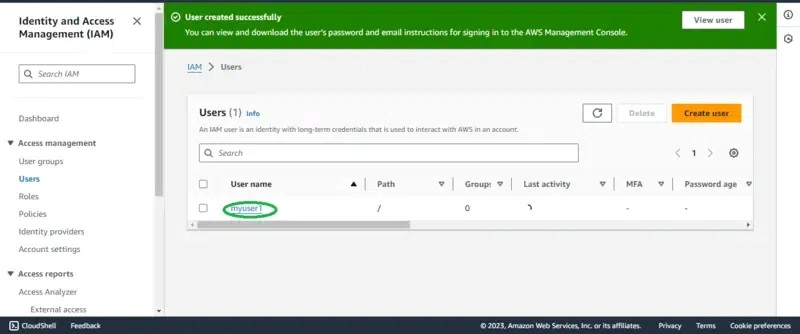 Identity and Access
Management (IAM)
Search IAM
Dashboard
Access management
User groups
Users
Roles
Policies
Identity providers
Account settings
Access reports
Access Analyzer
External access
User created successfully
You can view and download the user's password and email instructions for signing in to the AWS Management Console.
View user
IAM > Users
Users (1) Info
An IAM user is an identity with long-term credentials that is used to interact with AWS in an account.
Delete
Create user
Search
1
User name Path Groups Last activity MFA Password age
myuser1 / 0 - -
CloudShell Feedback © 2023, Amazon Web Services, Inc. or its affiliates. Privacy Terms Cookie preferences